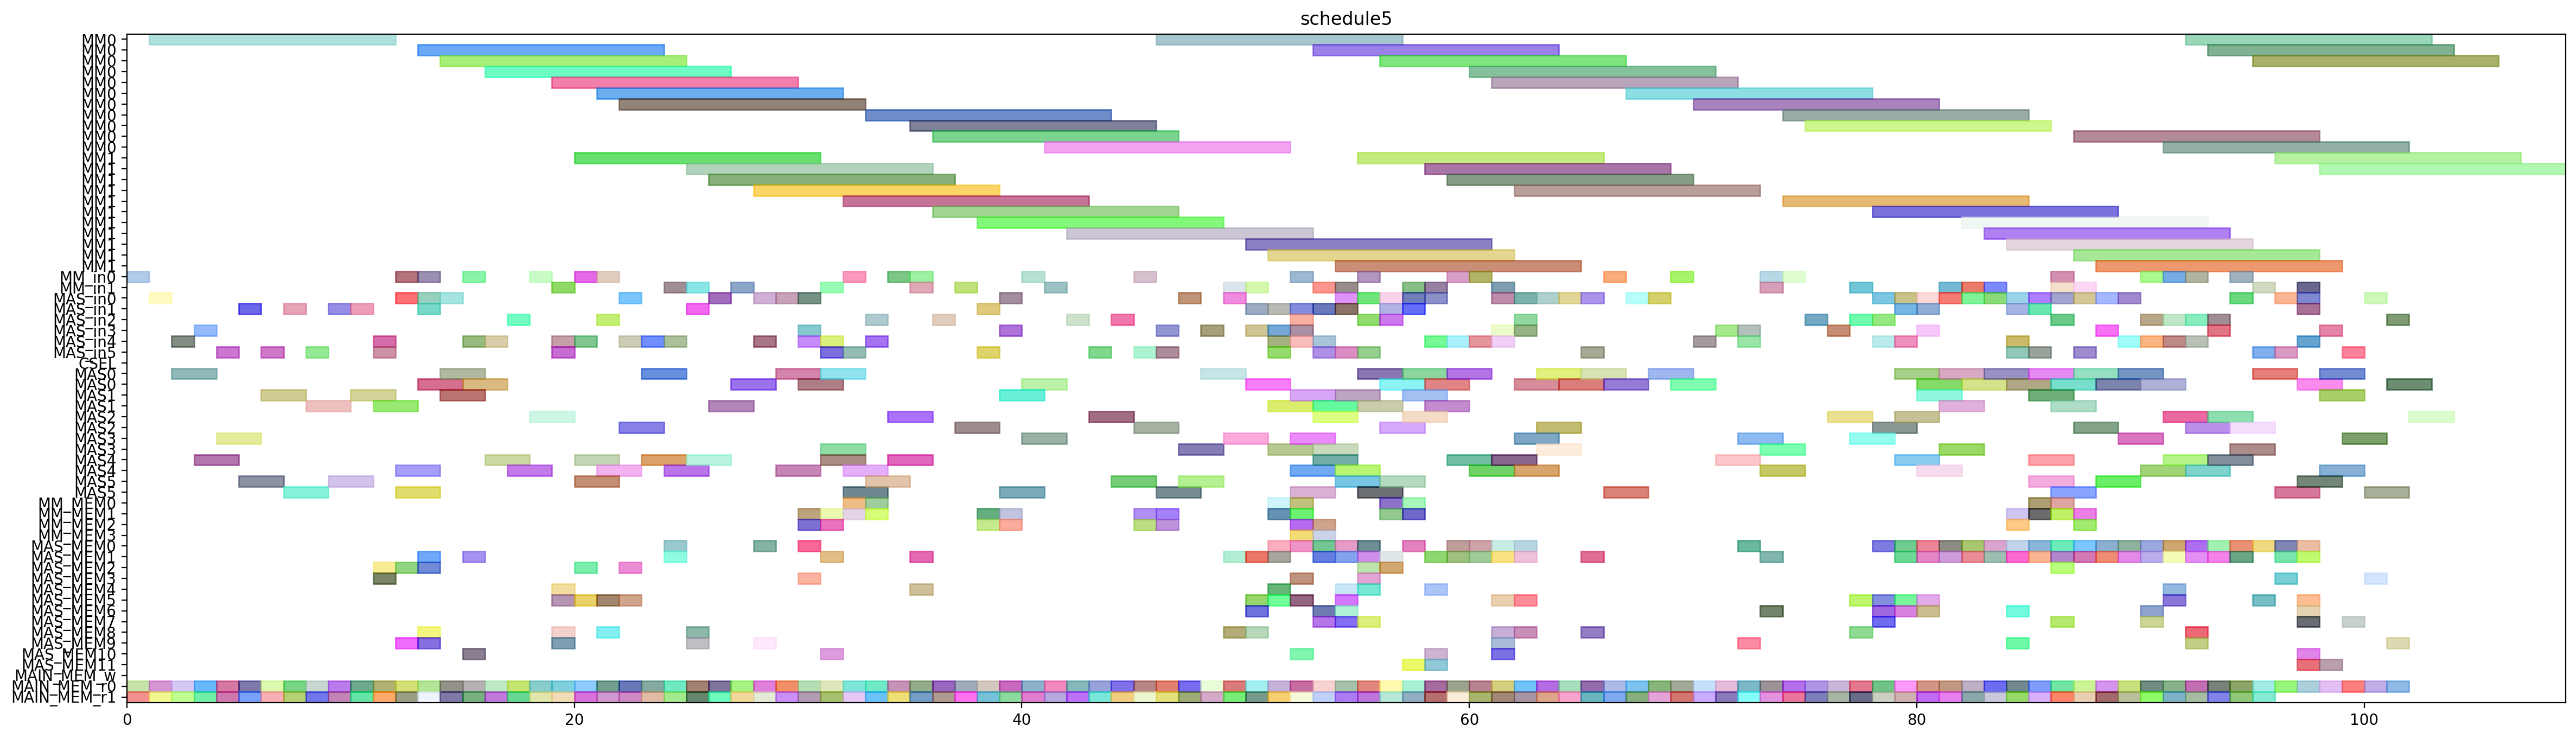 schedule5
MM0
MM0
MM0
MM0
MM0
MM0
MM0
MM0
MM0
MM0
MM0
MM1
MM1
MM1
MM1
MM1
MM1
MM1
MM1
MM1
MM1
MM1
MM_in0
MM_in1
MAS_in0
MAS_in1
MAS_in2
MAS_in3
MAS_in4
MAS_in5
CSEL
MAS0
MAS0
MAS1
MAS1
MAS2
MAS2
MAS3
MAS3
MAS4
MAS4
MAS5
MAS5
MM_MEM0
MM_MEM1
MM_MEM2
MM_MEM3
MAS_MEM0
MAS_MEM1
MAS_MEM2
MAS_MEM3
MAS_MEM4
MAS_MEM5
MAS_MEM6
MAS_MEM7
MAS_MEM8
MAS_MEM9
MAS_MEM10
MAS_MEM11
MAIN_MEM_w
MAIN_MEM_r0
MAIN_MEM_r1
0 20 40 60 80 100